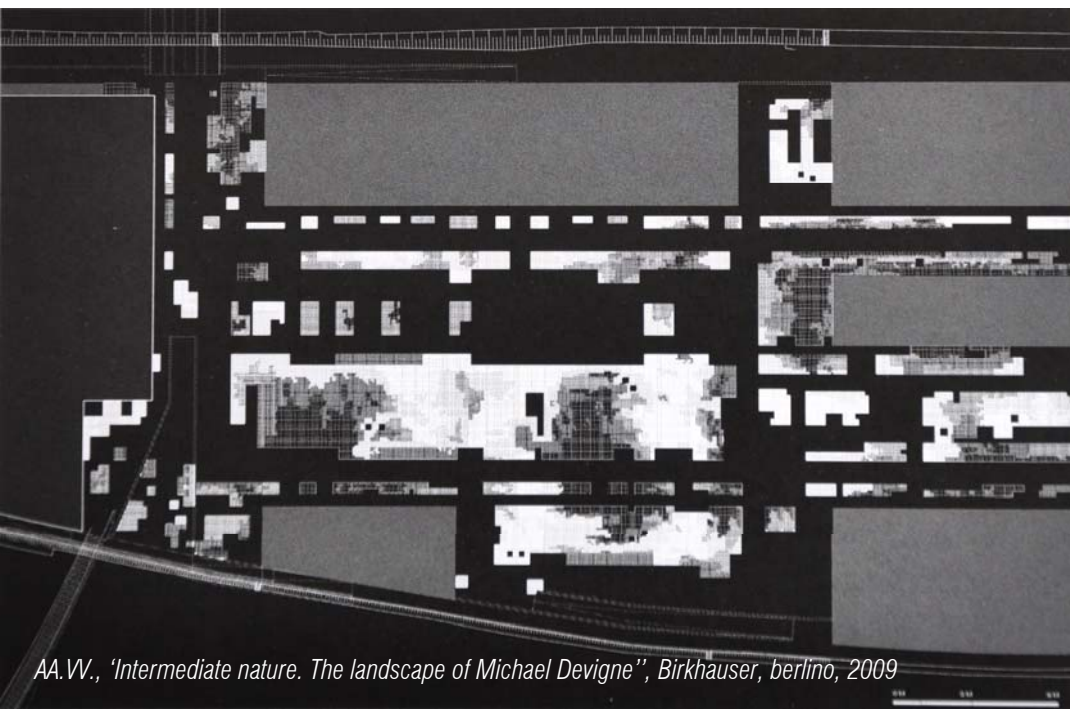 AA.VV., 'Intermediate nature. The landscape of Michael Devigne'', Birkhauser, berlino, 2009